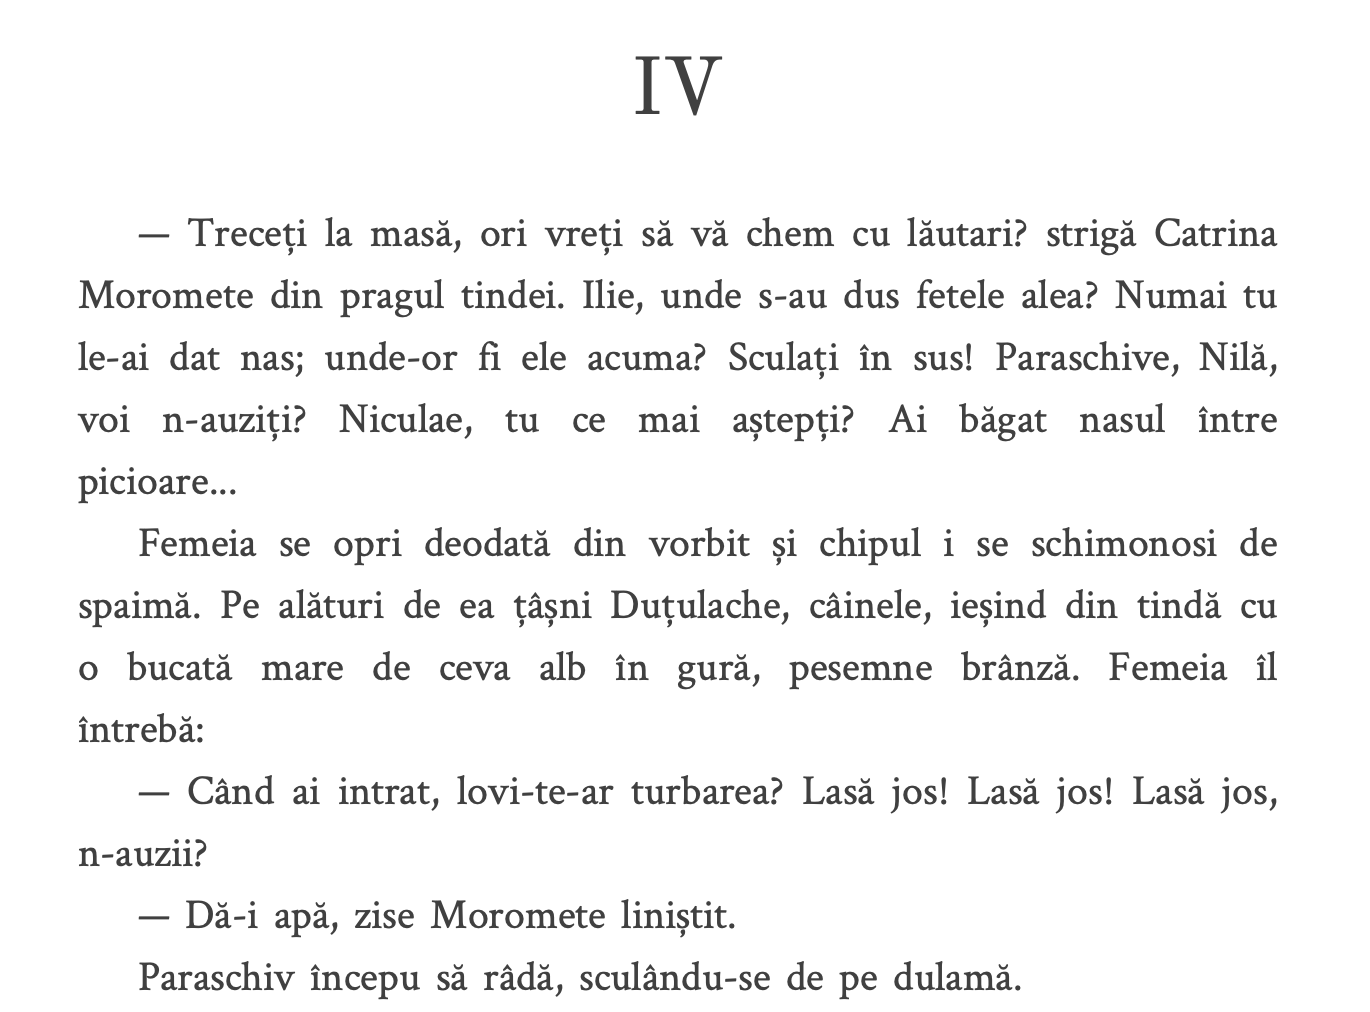 IV
— Treceți la masă, ori vreți să vă chem cu lăutari? strigă Catrina
Moromete din pragul tindei. Ilie, unde s-au dus fetele alea? Numai tu
le-ai dat nas; unde-or fi ele acuma? Sculați în sus! Paraschive, Nilă,
voi n-auziți? Niculae, tu ce mai aștepți? Ai băgat nasul între
picioare...
Femeia se opri deodată din vorbit și chipul i se schimonosi de
spaimă. Pe alături de ea țâșni Duțulache, câinele, ieșind din tindă cu
o bucată mare de ceva alb în gură, pesemne brânză. Femeia îl
întrebă:
— Când ai intrat, lovi-te-ar turbarea? Lasă jos! Lasă jos! Lasă jos,
n-auzii?
— Dă-i apă, zise Moromete liniștit.
Paraschiv începu să râdă, sculându-se de pe dulamă.